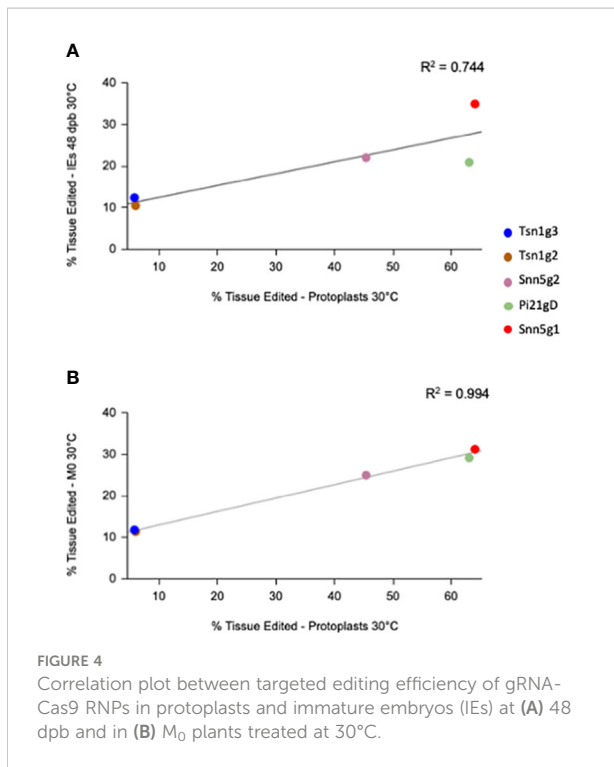 A
R² = 0.744
% Tissue Edited - IEs 48 dpb 30°C
40
30
20
10
0
10
20
30
40
50
60
% Tissue Edited - Protoplasts 30°C
Tsn1g3
Tsn1g2
Snn5g2
Pi21gD
Snn5g1
B
R² = 0.994
% Tissue Edited - M0 30°C
40
30
20
10
0
10
20
30
40
50
60
% Tissue Edited - Protoplasts 30°C
FIGURE 4
Correlation plot between targeted editing efficiency of gRNA-
Cas9 RNPs in protoplasts and immature embryos (IEs) at (A) 48
dpb and in (B) M₀ plants treated at 30°C.